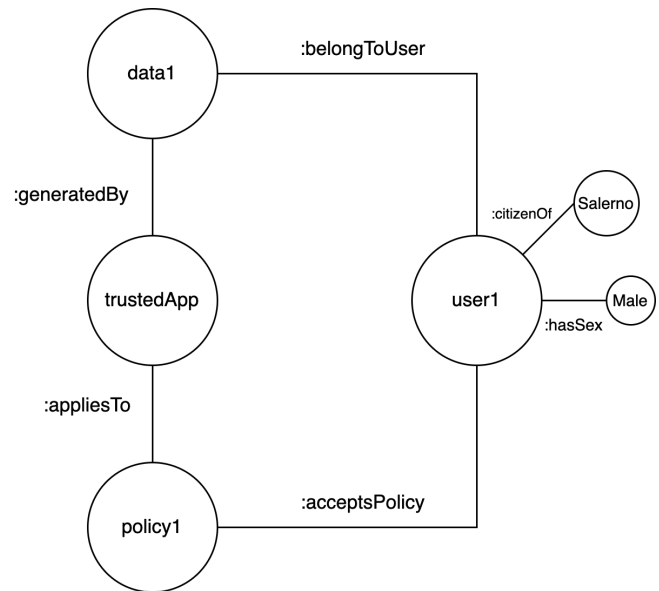 :belongToUser
data1
:generatedBy
Salerno
:citizenOf
trustedApp
user1
Male
:hasSex
:appliesTo
:acceptsPolicy
policy1